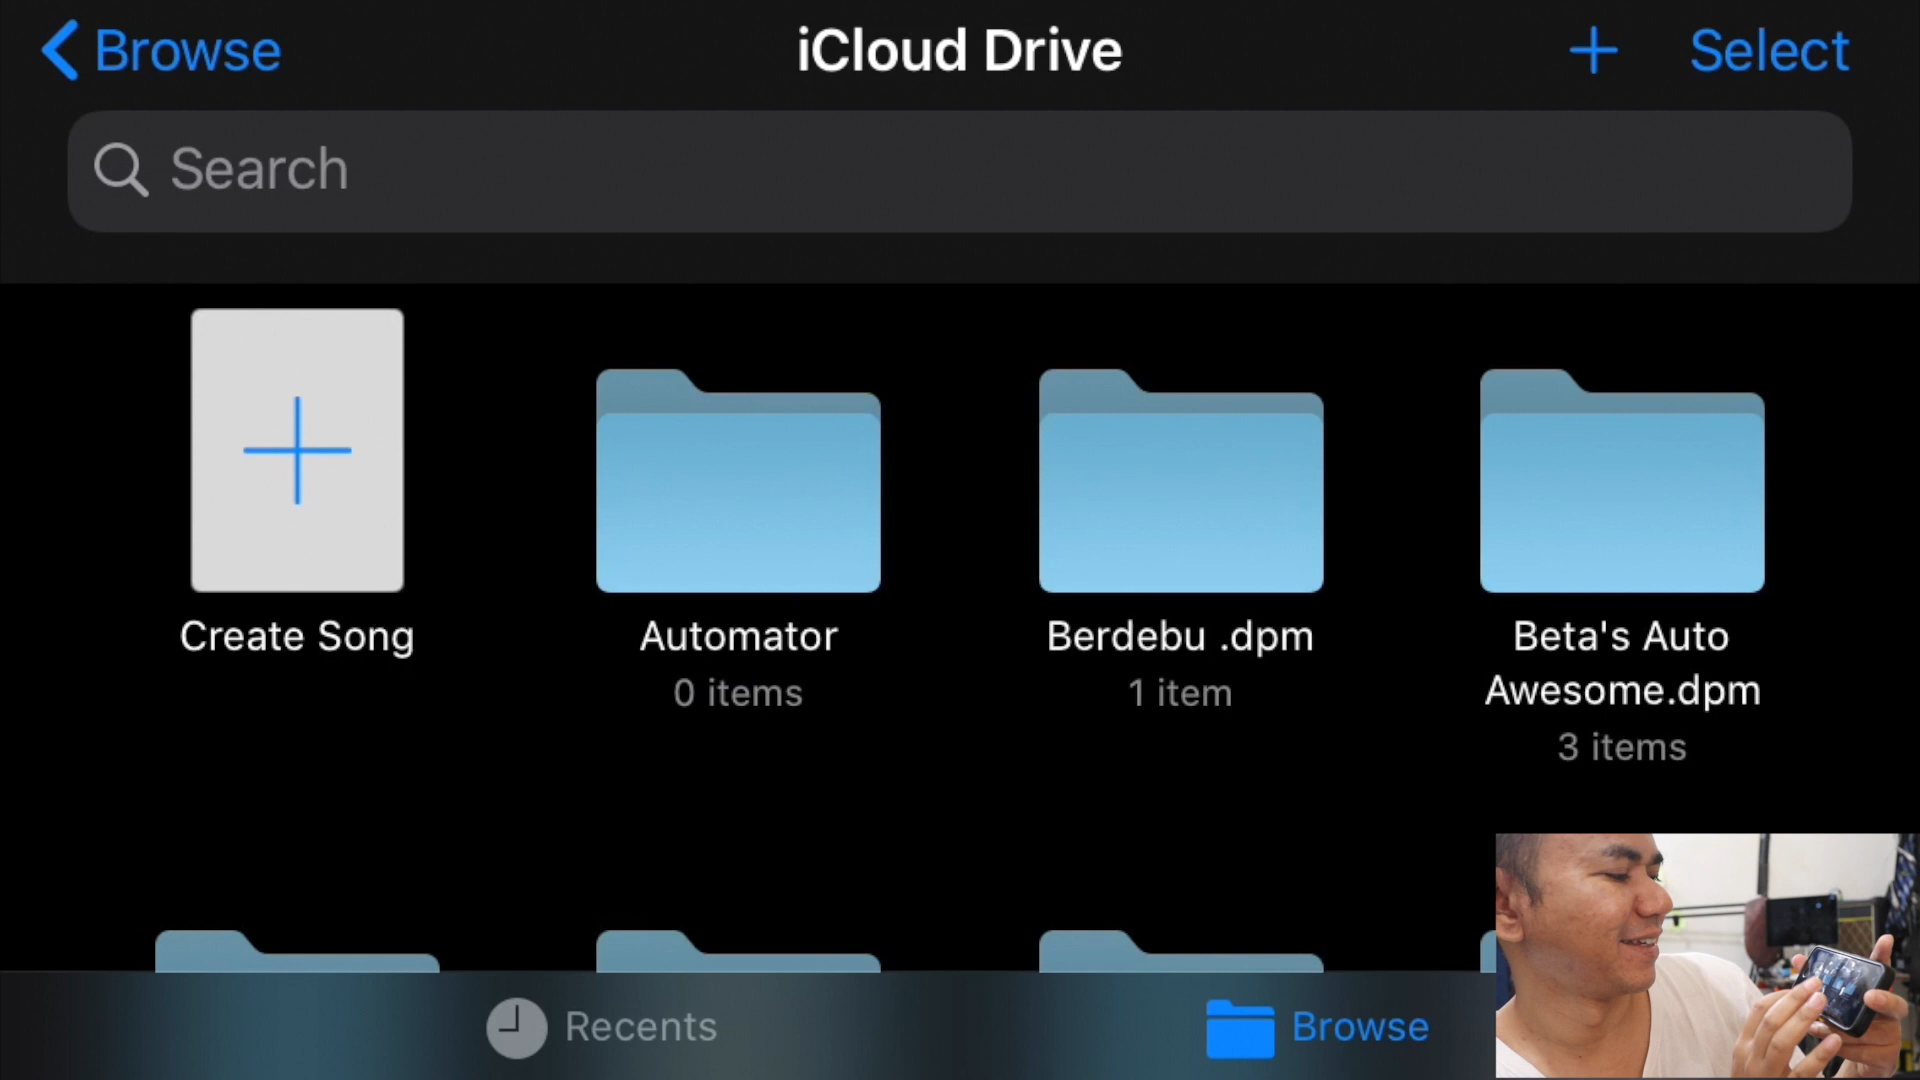 Browse
iCloud Drive
Select
Search
Create Song
Automator
0 items
Berdebu .dpm
1 item
Beta's Auto
Awesome.dpm
3 items
Recents
Browse